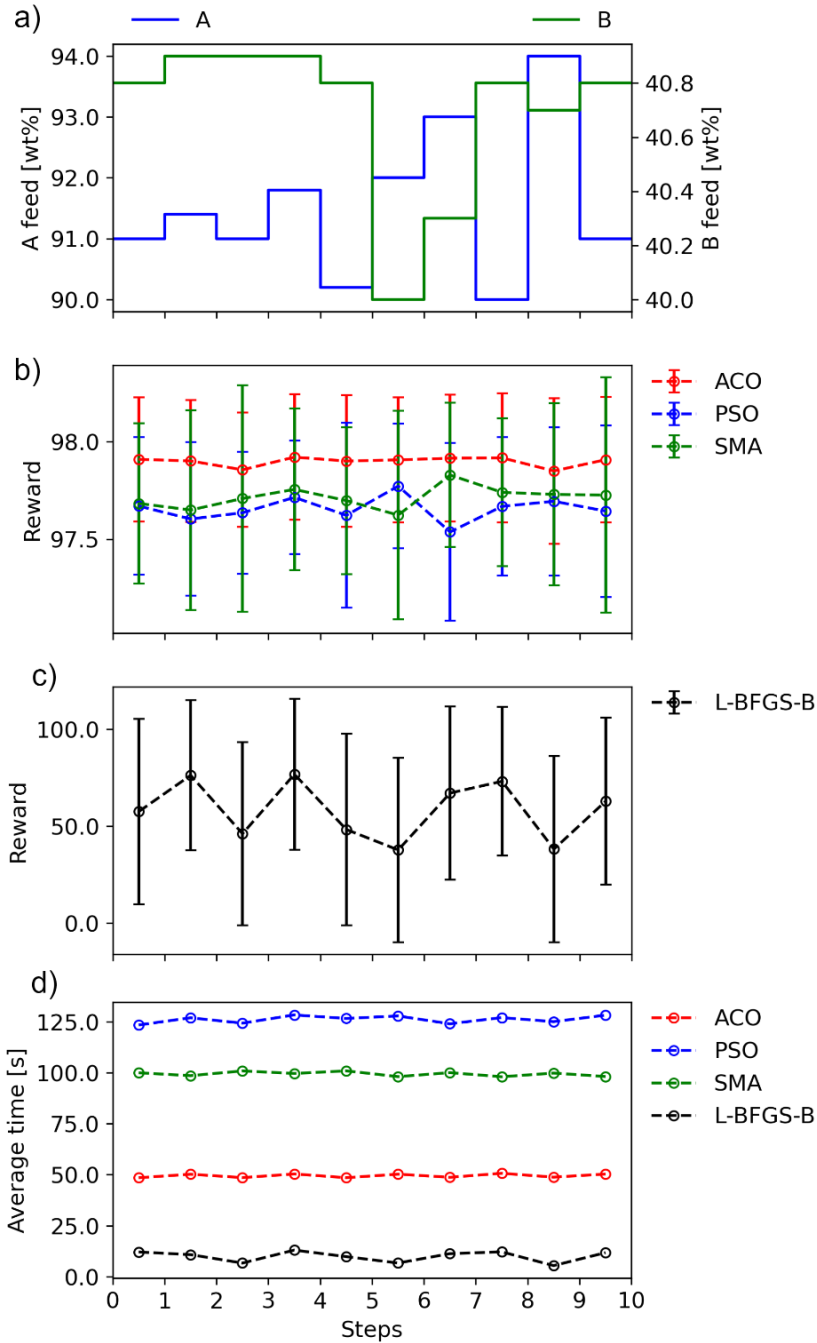 a)
A B
94.0
93.0
92.0
91.0
90.0
A feed [wt%]
40.8
40.6
40.4
40.2
40.0
B feed [wt%]
b)
98.0
97.5
Reward
ACO
PSO
SMA
c)
100.0
50.0
0.0
Reward
L-BFGS-B
d)
125.0
100.0
75.0
50.0
25.0
0.0
Average time [s]
ACO
PSO
SMA
L-BFGS-B
0 1 2 3 4 5 6 7 8 9 10
Steps